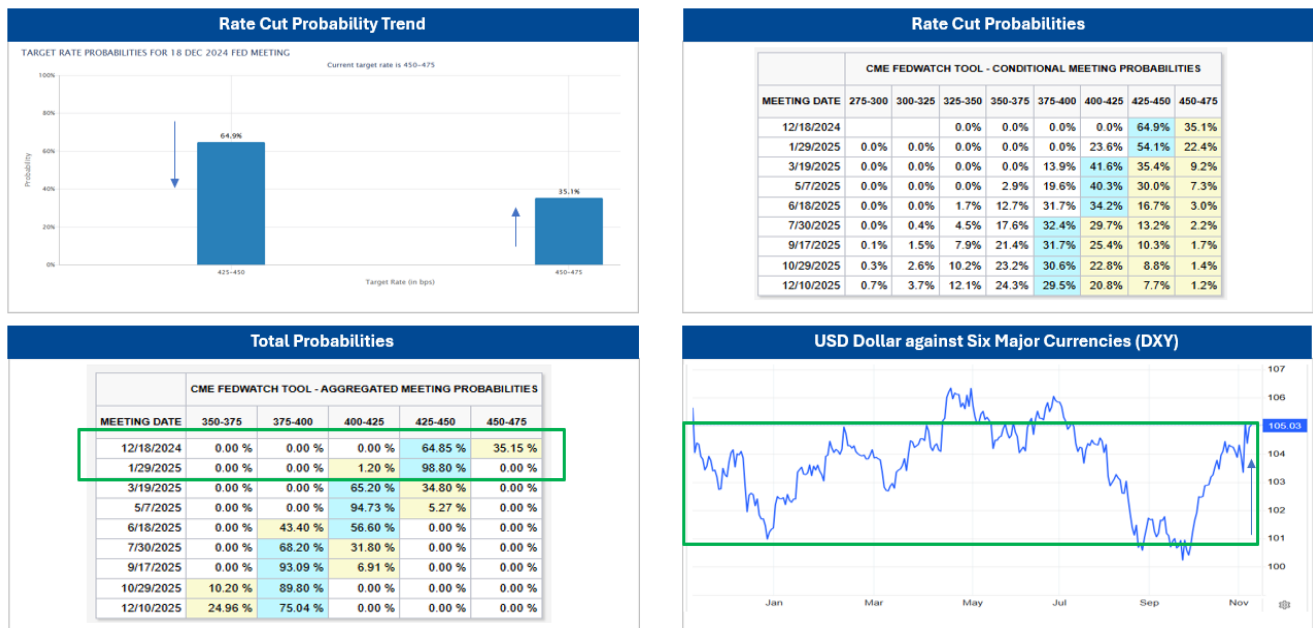 Rate Cut Probability Trend
TARGET RATE PROBABILITIES FOR 18 DEC 2024 FED MEETING
Current target rate is 450–475
100%
80%
60%
40%
20%
0%
Probability
64.9%
35.1%
425–450
450–475
Target Rate (in bps)
Rate Cut Probabilities
CME FEDWATCH TOOL - CONDITIONAL MEETING PROBABILITIES
MEETING DATE 275-300 300-325 325-350 350-375 375-400 400-425 425-450 450-475
12/18/2024 0.0% 0.0% 0.0% 0.0% 64.9% 35.1%
1/29/2025 0.0% 0.0% 0.0% 0.0% 0.0% 23.6% 54.1% 22.4%
3/19/2025 0.0% 0.0% 0.0% 0.0% 13.9% 41.6% 35.4% 9.2%
5/7/2025 0.0% 0.0% 0.0% 2.9% 19.6% 40.3% 30.0% 7.3%
6/18/2025 0.0% 0.0% 1.7% 12.7% 31.7% 34.2% 16.7% 3.0%
7/30/2025 0.0% 0.4% 4.5% 17.6% 32.4% 29.7% 13.2% 2.2%
9/17/2025 0.1% 1.5% 7.9% 21.4% 31.7% 25.4% 10.3% 1.7%
10/29/2025 0.3% 2.6% 10.2% 23.2% 30.6% 22.8% 8.8% 1.4%
12/10/2025 0.7% 3.7% 12.1% 24.3% 29.5% 20.8% 7.7% 1.2%
Total Probabilities
CME FEDWATCH TOOL - AGGREGATED MEETING PROBABILITIES
MEETING DATE 350-375 375-400 400-425 425-450 450-475
12/18/2024 0.00 % 0.00 % 0.00 % 64.85 % 35.15 %
1/29/2025 0.00 % 0.00 % 1.20 % 98.80 % 0.00 %
3/19/2025 0.00 % 0.00 % 65.20 % 34.80 % 0.00 %
5/7/2025 0.00 % 0.00 % 94.73 % 5.27 % 0.00 %
6/18/2025 0.00 % 43.40 % 56.60 % 0.00 % 0.00 %
7/30/2025 0.00 % 68.20 % 31.80 % 0.00 % 0.00 %
9/17/2025 0.00 % 93.09 % 6.91 % 0.00 % 0.00 %
10/29/2025 10.20 % 89.80 % 0.00 % 0.00 % 0.00 %
12/10/2025 24.96 % 75.04 % 0.00 % 0.00 % 0.00 %
USD Dollar against Six Major Currencies (DXY)
107
106
105.03
104
103
102
101
100
Jan Mar May Jul Sep Nov